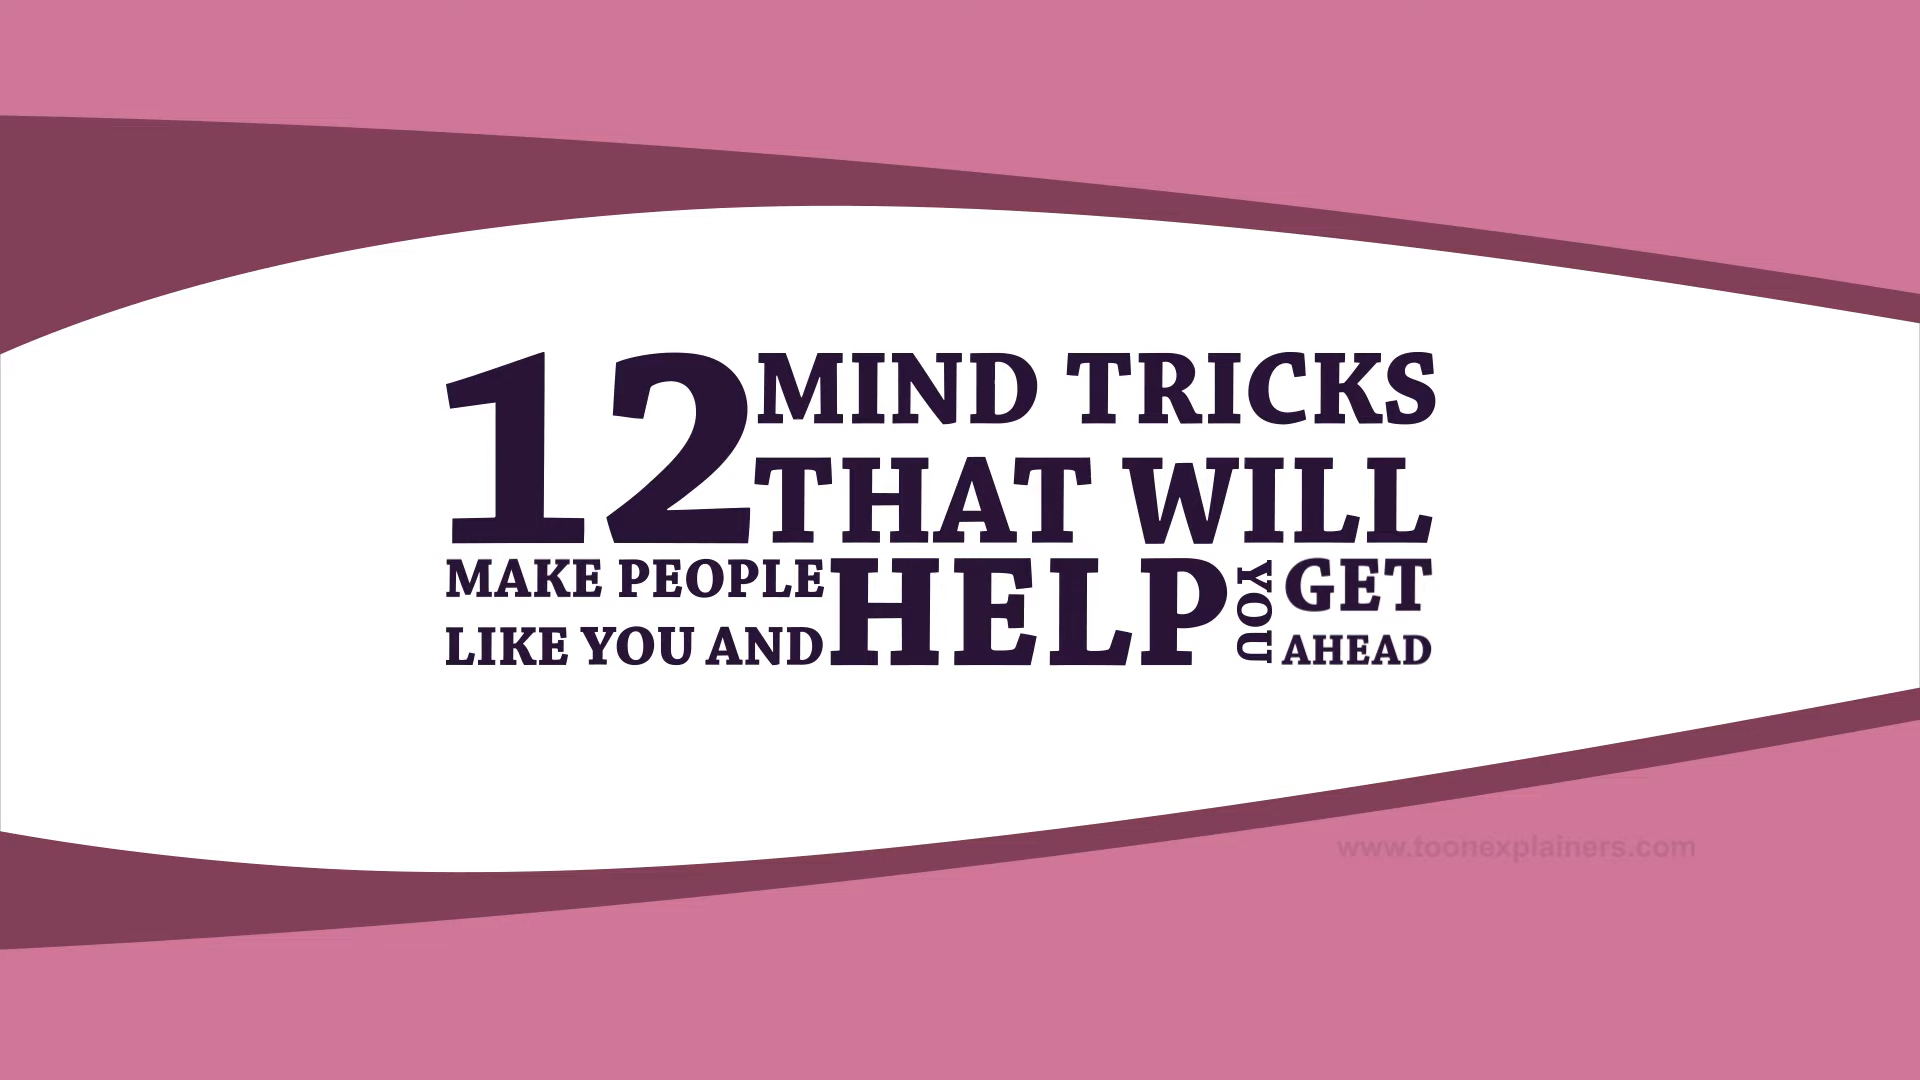 12 MIND TRICKS
THAT WILL
MAKE PEOPLE
LIKE YOU AND
HELP
YOU
GET
AHEAD
www.toonexplainers.com